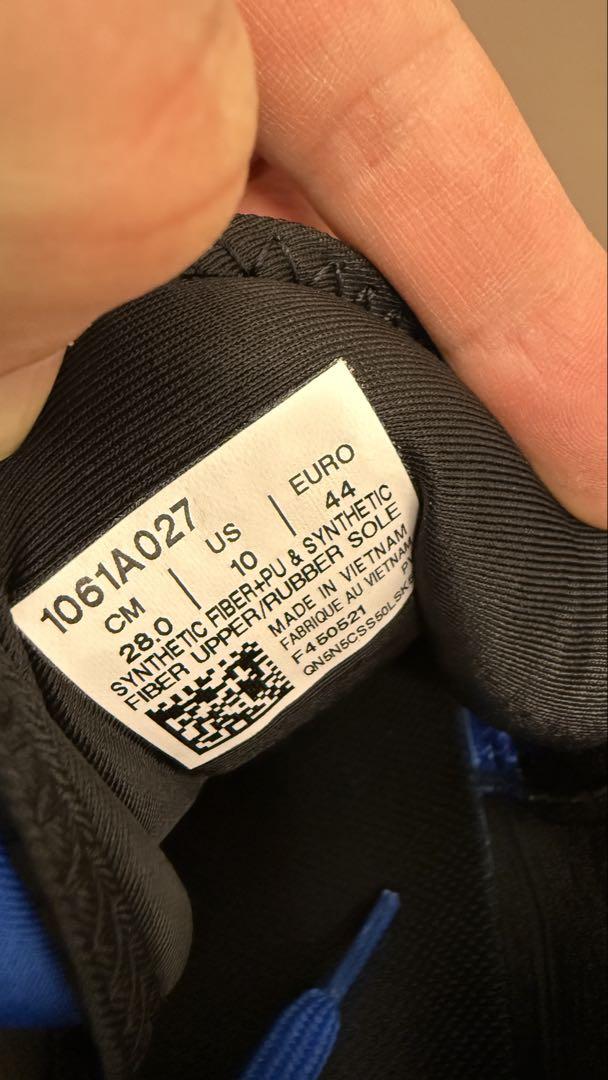 1061A027
CM | US | EURO
28.0 10 44
SYNTHETIC FIBER+PU & SYNTHETIC
FIBER UPPER/RUBBER SOLE
MADE IN VIETNAM
FABRIQUE AU VIETNAM
F450521